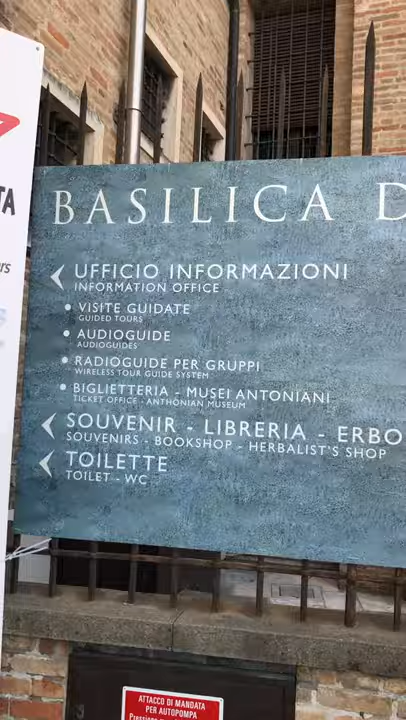 TA
rs
BASILICA D
UFFICIO INFORMAZIONI
INFORMATION OFFICE
• VISITE GUIDATE
GUIDED TOURS
• AUDIOGUIDE
AUDIOGUIDES
• RADIOGUIDE PER GRUPPI
WIRELESS TOUR GUIDE SYSTEM
• BIGLIETTERIA - MUSEI ANTONIANI
TICKET OFFICE - ANTHONIAN MUSEUM
SOUVENIR - LIBRERIA - ERBO
SOUVENIRS - BOOKSHOP - HERBALIST'S SHOP
TOILETTE
TOILET - WC
ATTACCO DI MANDATA
PER AUTOPOMPA